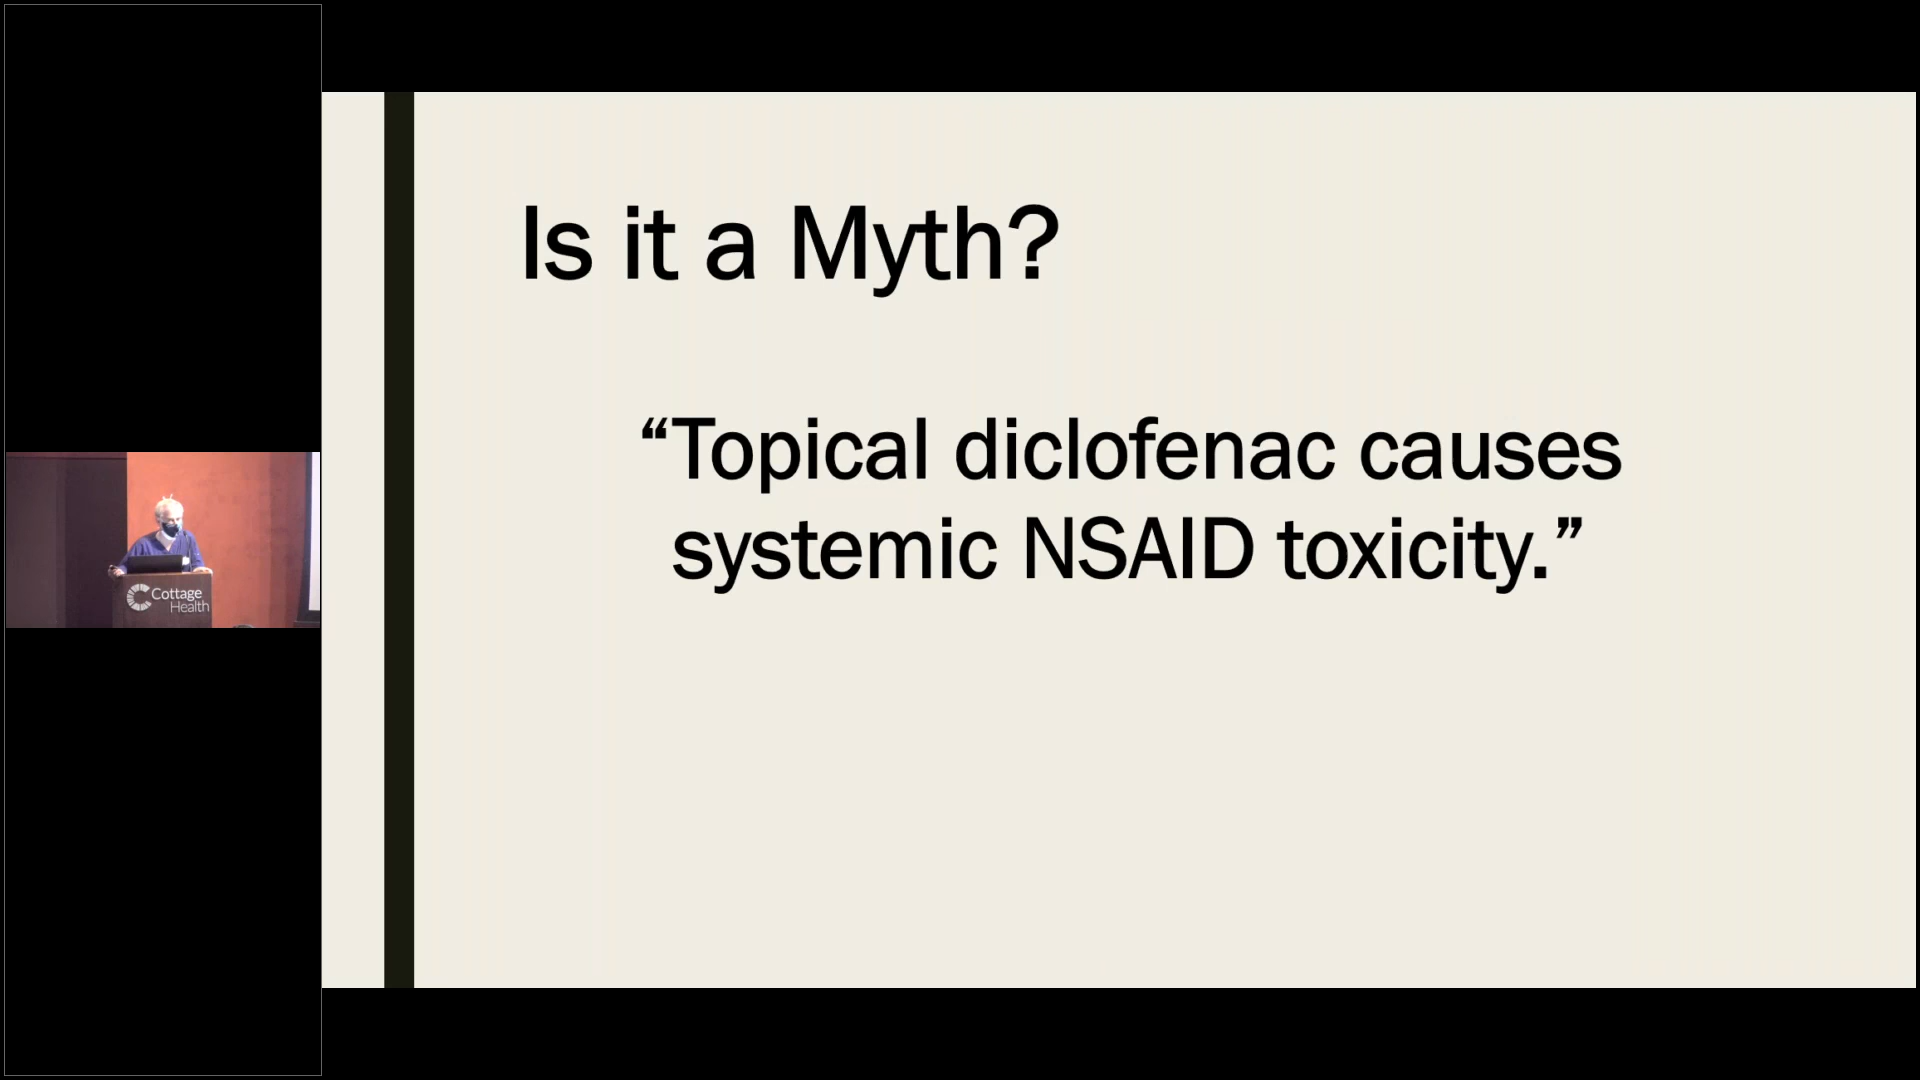 Is it a Myth?
“Topical diclofenac causes
systemic NSAID toxicity.”
Cottage
Health